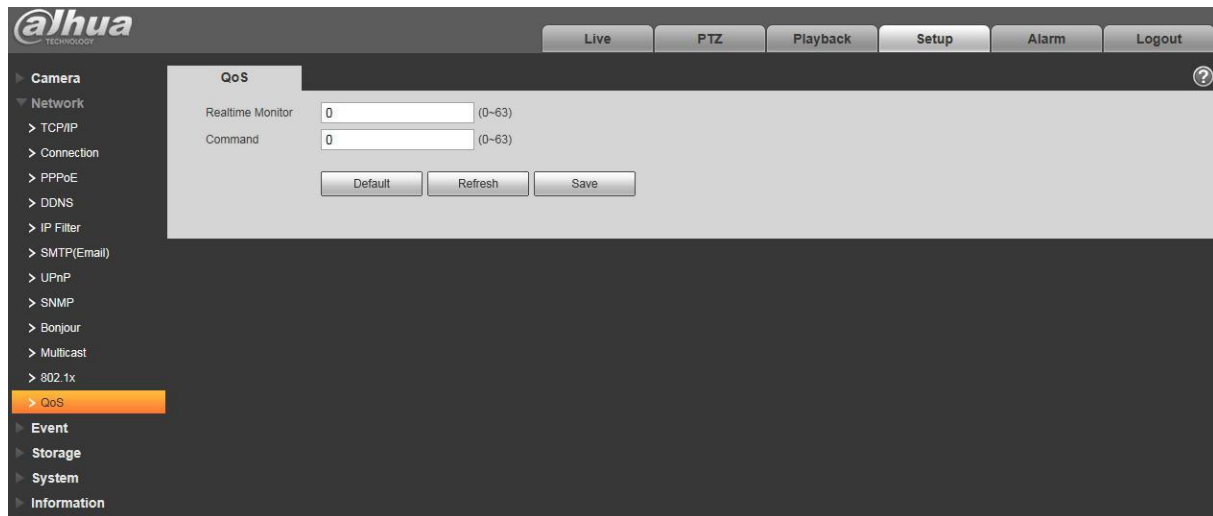 alhua
TECHNOLOGY
Live PTZ Playback Setup Alarm Logout
Camera
Network
> TCP/IP
> Connection
> PPPoE
> DDNS
> IP Filter
> SMTP(Email)
> UPnP
> SNMP
> Bonjour
> Multicast
> 802.1x
> QoS
Event
Storage
System
Information
QoS
?
Realtime Monitor 0 (0~63)
Command 0 (0~63)
Default Refresh Save